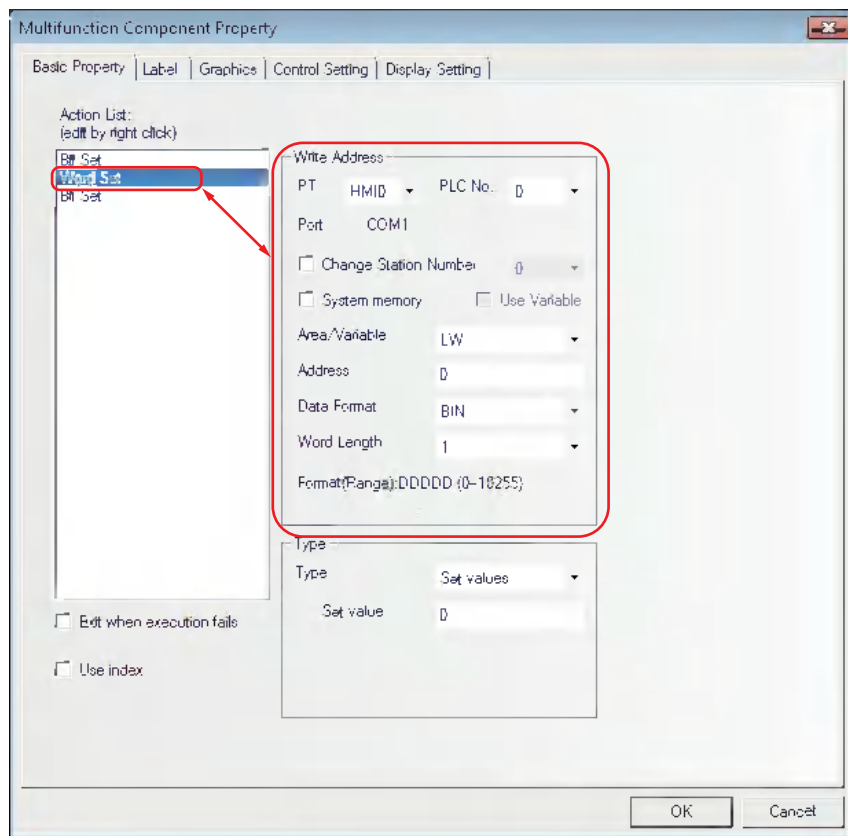 Multifunction Component Property
Basic Property Label Graphics Control Setting Display Setting
Action List:
(edit by right click)
Bit Set
Word Set
Bit Set
Write Address
PT HMI0 PLC No.: 0
Port COM1
Change Station Number 0
System memory Use Variable
Area/Variable LW
Address 0
Data Format BIN
Word Length 1
Format(Range):DDDDD (0~16255)
Type
Type Set values
Set value 0
Exit when execution fails
Use index
OK Cancel